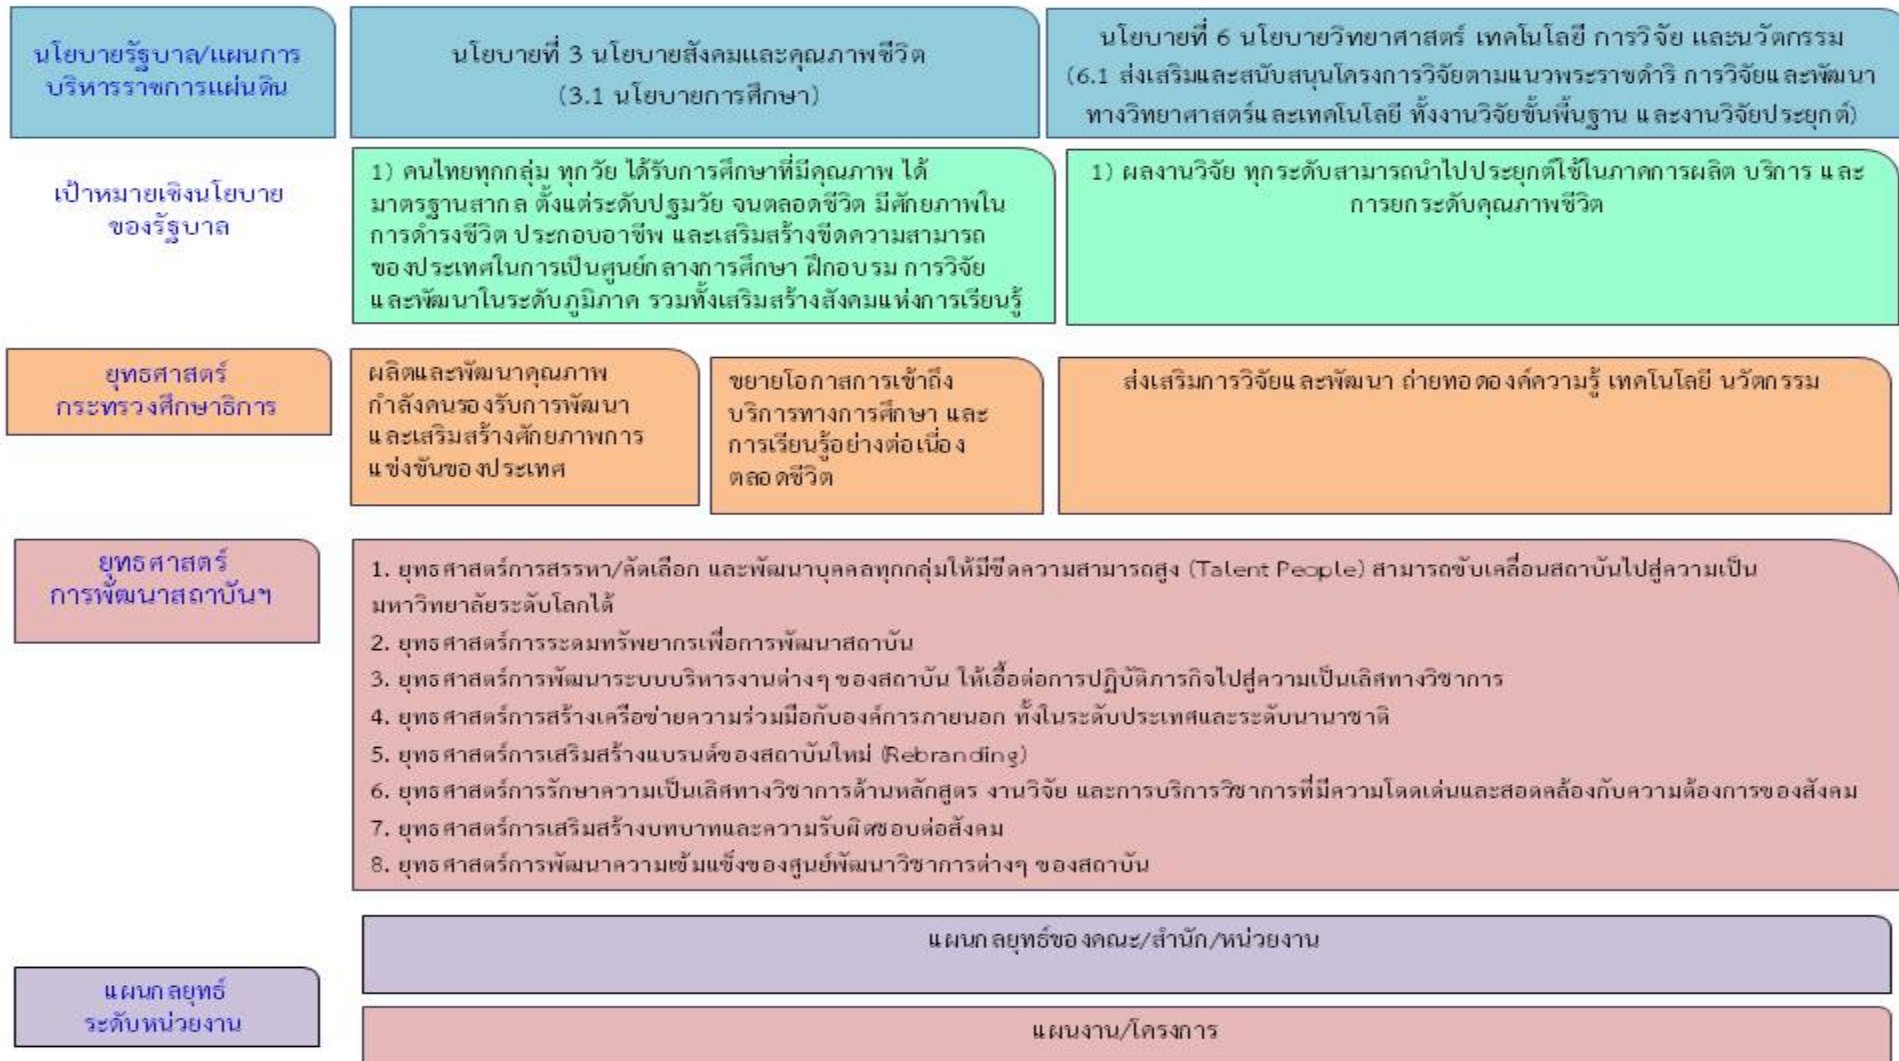 นโยบายรัฐบาล/แผนการ
บริหารราชการแผ่นดิน
นโยบายที่ 3 นโยบายสังคมและคุณภาพชีวิต
(3.1 นโยบายการศึกษา)
นโยบายที่ 6 นโยบายวิทยาศาสตร์ เทคโนโลยี การวิจัย และนวัตกรรม
(6.1 ส่งเสริมและสนับสนุนโครงการวิจัยตามแนวพระราชดำริ การวิจัยและพัฒนา
ทางวิทยาศาสตร์และเทคโนโลยี ทั้งงานวิจัยขั้นพื้นฐาน และงานวิจัยประยุกต์)
เป้าหมายเชิงนโยบาย
ของรัฐบาล
1) คนไทยทุกกลุ่ม ทุกวัย ได้รับการศึกษาที่มีคุณภาพ ได้
มาตรฐานสากล ตั้งแต่ระดับปฐมวัย จนตลอดชีวิต มีศักยภาพใน
การดำรงชีวิต ประกอบอาชีพ และเสริมสร้างขีดความสามารถ
ของประเทศในการเป็นศูนย์กลางการศึกษา ฝึกอบรม การวิจัย
และพัฒนาในระดับภูมิภาค รวมทั้งเสริมสร้างสังคมแห่งการเรียนรู้
1) ผลงานวิจัย ทุกระดับสามารถนำไปประยุกต์ใช้ในภาคการผลิต บริการ และ
การยกระดับคุณภาพชีวิต
ยุทธศาสตร์
กระทรวงศึกษาธิการ
ผลิตและพัฒนาคุณภาพ
กำลังคนรองรับการพัฒนา
และเสริมสร้างศักยภาพการ
แข่งขันของประเทศ
ขยายโอกาสการเข้าถึง
บริการทางการศึกษา และ
การเรียนรู้อย่างต่อเนื่อง
ตลอดชีวิต
ส่งเสริมการวิจัยและพัฒนา ถ่ายทอดองค์ความรู้ เทคโนโลยี นวัตกรรม
ยุทธศาสตร์
การพัฒนาสถาบันฯ
1. ยุทธศาสตร์การสรรหา/คัดเลือก และพัฒนาบุคคลทุกกลุ่มให้มีขีดความสามารถสูง (Talent People) สามารถขับเคลื่อนสถาบันไปสู่ความเป็น
มหาวิทยาลัยระดับโลกได้
2. ยุทธศาสตร์การระดมทรัพยากรเพื่อการพัฒนาสถาบัน
3. ยุทธศาสตร์การพัฒนาระบบบริหารงานต่างๆ ของสถาบัน ให้เอื้อต่อการปฏิบัติภารกิจไปสู่ความเป็นเลิศทางวิชาการ
4. ยุทธศาสตร์การสร้างเครือข่ายความร่วมมือกับองค์การภายนอก ทั้งในระดับประเทศและระดับนานาชาติ
5. ยุทธศาสตร์การเสริมสร้างแบรนด์ของสถาบันใหม่ (Rebranding)
6. ยุทธศาสตร์การรักษาความเป็นเลิศทางวิชาการด้านหลักสูตร งานวิจัย และการบริการวิชาการที่มีความโดดเด่นและสอดคล้องกับความต้องการของสังคม
7. ยุทธศาสตร์การเสริมสร้างบทบาทและความรับผิดชอบต่อสังคม
8. ยุทธศาสตร์การพัฒนาความเข้มแข็งของศูนย์พัฒนาวิชาการต่างๆ ของสถาบัน
แผนกลยุทธ์ของคณะ/สำนัก/หน่วยงาน
แผนกลยุทธ์
ระดับหน่วยงาน
แผนงาน/โครงการ